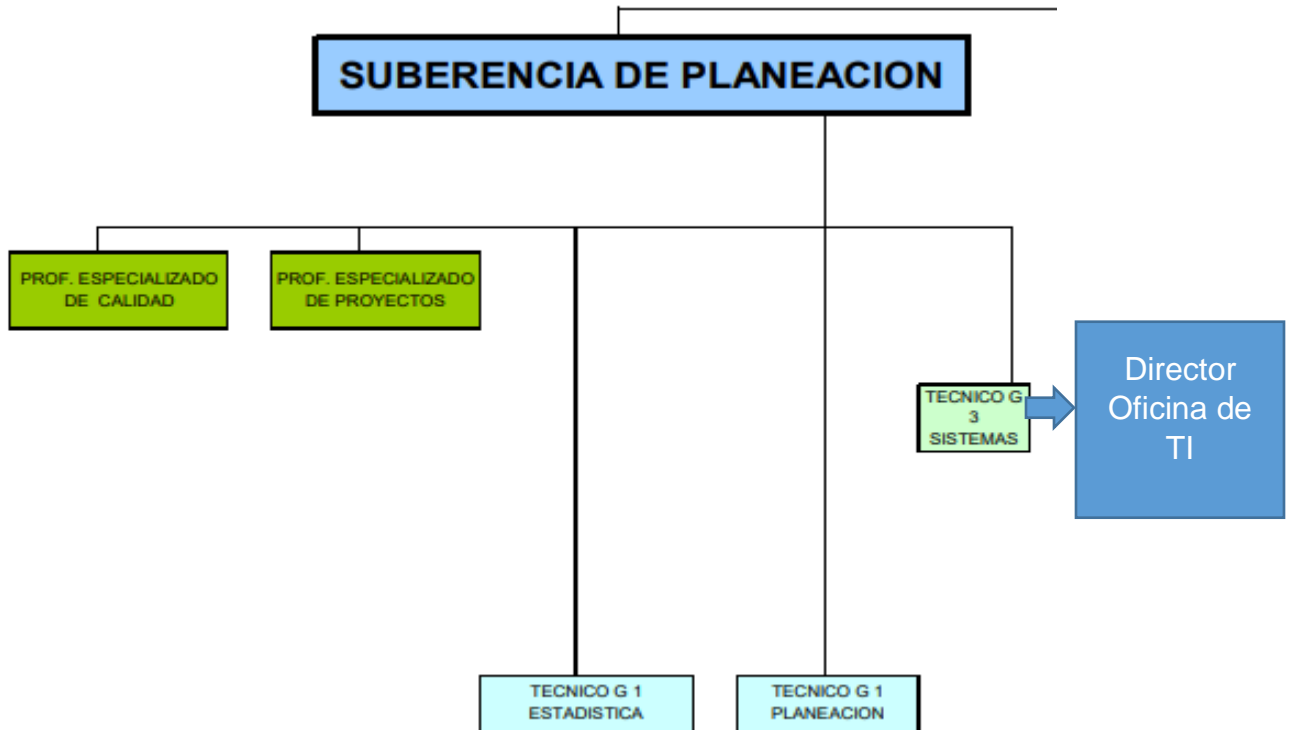 SUBERENCIA DE PLANEACION
PROF. ESPECIALIZADO
DE CALIDAD
PROF. ESPECIALIZADO
DE PROYECTOS
TECNICO G
3
SISTEMAS
Director
Oficina de
TI
TECNICO G 1
ESTADISTICA
TECNICO G 1
PLANEACION